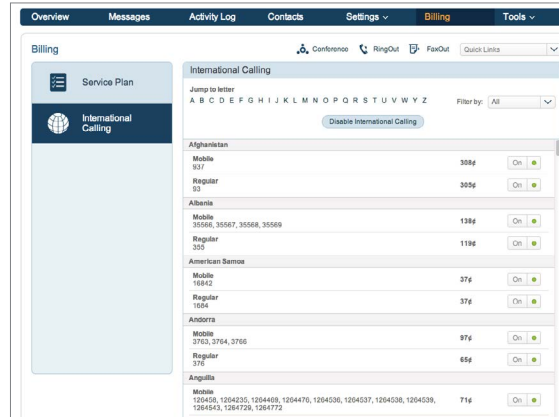 Overview Messages Activity Log Contacts Settings Billing Tools
Billing
Conference RingOut FaxOut Quick Links
Service Plan
International
Calling
International Calling
Jump to letter
A B C D E F G H I J K L M N O P Q R S T U V W Y Z
Filter by: All
Disable International Calling
Afghanistan
Mobile
937
308¢ On
Regular
93
305¢ On
Albania
Mobile
35566, 35567, 35568, 35569
138¢ On
Regular
355
119¢ On
American Samoa
Mobile
16842
37¢ On
Regular
1684
37¢ On
Andorra
Mobile
3763, 3764, 3766
97¢ On
Regular
376
65¢ On
Anguilla
Mobile
126458, 1264235, 1264469, 1264476, 1264536, 1264537, 1264538, 1264539,
1264543, 1264729, 1264772
71¢ On